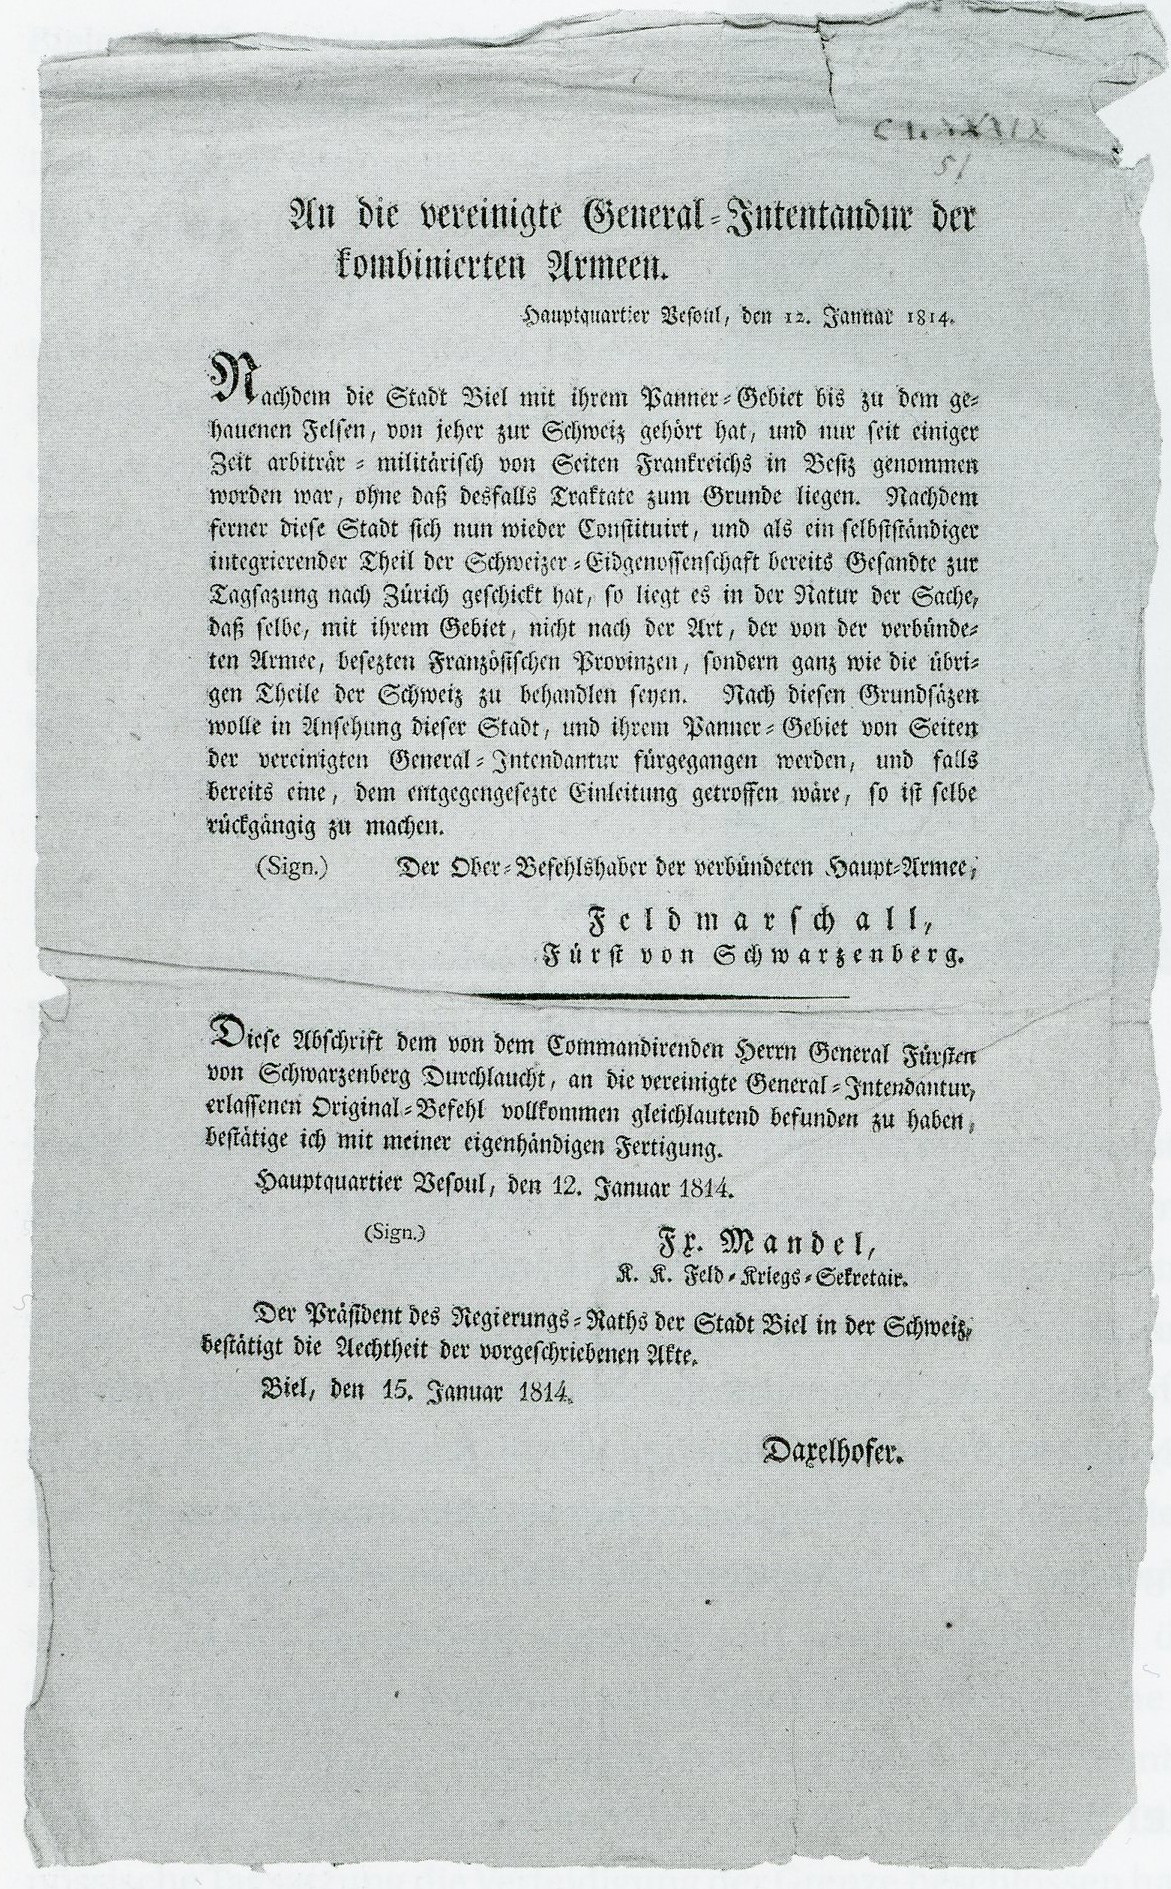 An die vereinigte General-Intentandur der
kombinierten Armeen.
Hauptquartier Vesoul, den 12. Januar 1814.
Nachdem die Stadt Biel mit ihrem Panner-Gebiet bis zu dem ge-
hauenen Felsen, von jeher zur Schweiz gehört hat, und nur seit einiger
Zeit arbiträr-militärisch von Seiten Frankreichs in Besiz genommen
worden war, ohne daß desfalls Traktate zum Grunde liegen. Nachdem
ferner diese Stadt sich nun wieder Constituirt, und als ein selbstständiger
integrierender Theil der Schweizer-Eidgenossenschaft bereits Gesandte zur
Tagsazung nach Zürich geschickt hat, so liegt es in der Natur der Sache,
daß selbe, mit ihrem Gebiet, nicht nach der Art, der von der verbünde-
ten Armee, besezten Französischen Provinzen, sondern ganz wie die übri-
gen Theile der Schweiz zu behandlen seyen. Nach diesen Grundsäzen
wolle in Ansehung dieser Stadt, und ihrem Panner-Gebiet von Seiten
der vereinigten General-Intendantur fürgegangen werden, und falls
bereits eine, dem entgegengesezte Einleitung getroffen wäre, so ist selbe
rückgängig zu machen.
(Sign.) Der Ober-Befehlshaber der verbündeten Haupt-Armee,
Feldmarschall,
Fürst von Schwarzenberg.
Diese Abschrift dem von dem Commandirenden Herrn General Fürsten
von Schwarzenberg Durchlaucht, an die vereinigte General-Intendantur,
erlassenen Original-Befehl vollkommen gleichlautend befunden zu haben,
bestätige ich mit meiner eigenhändigen Fertigung.
Hauptquartier Vesoul, den 12. Januar 1814.
(Sign.) Fx. Mandel,
K. K. Feld-Kriegs-Sekretair.
Der Präsident des Regierungs-Raths der Stadt Biel in der Schweiz,
bestätigt die Aechtheit der vorgeschriebenen Akte.
Biel, den 15. Januar 1814.
Daxelhofer.